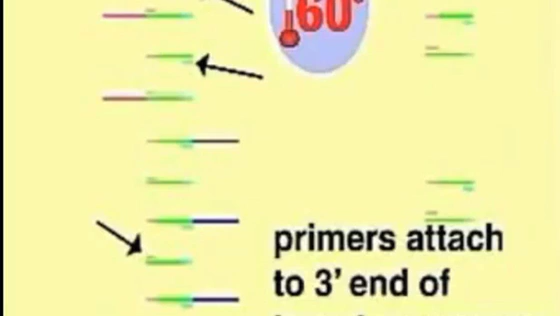 60°
primers attach
to 3' end of